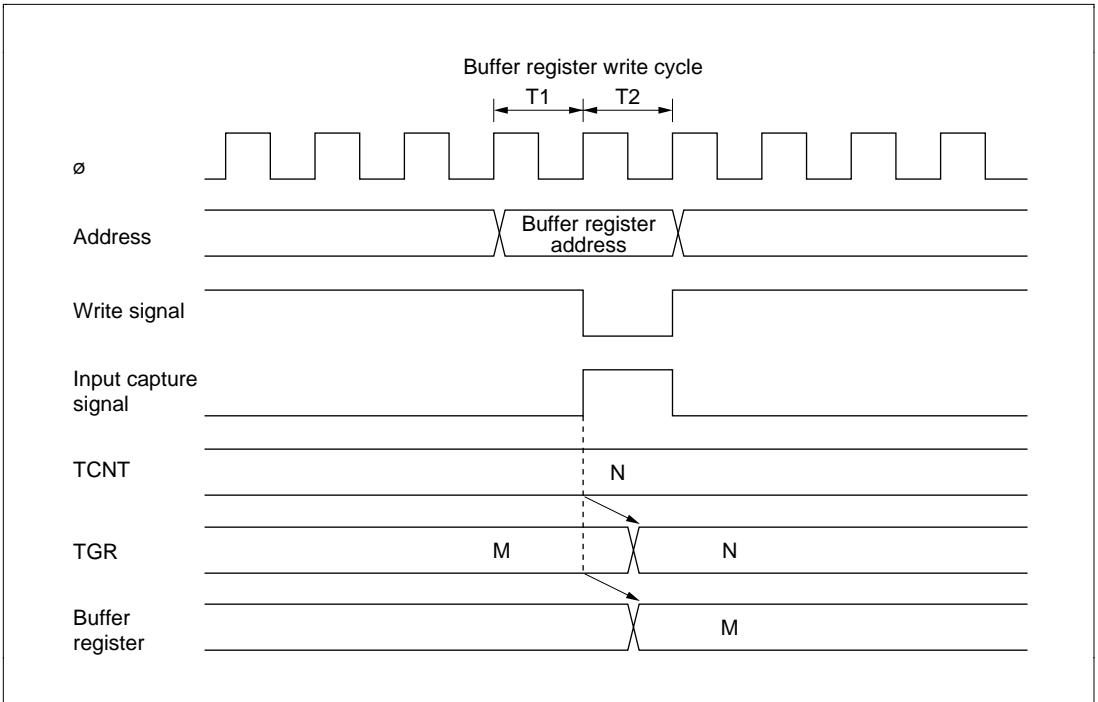 Buffer register write cycle
T1 T2
ø
Address
Buffer register
address
Write signal
Input capture
signal
TCNT
N
TGR
M N
Buffer
register
M